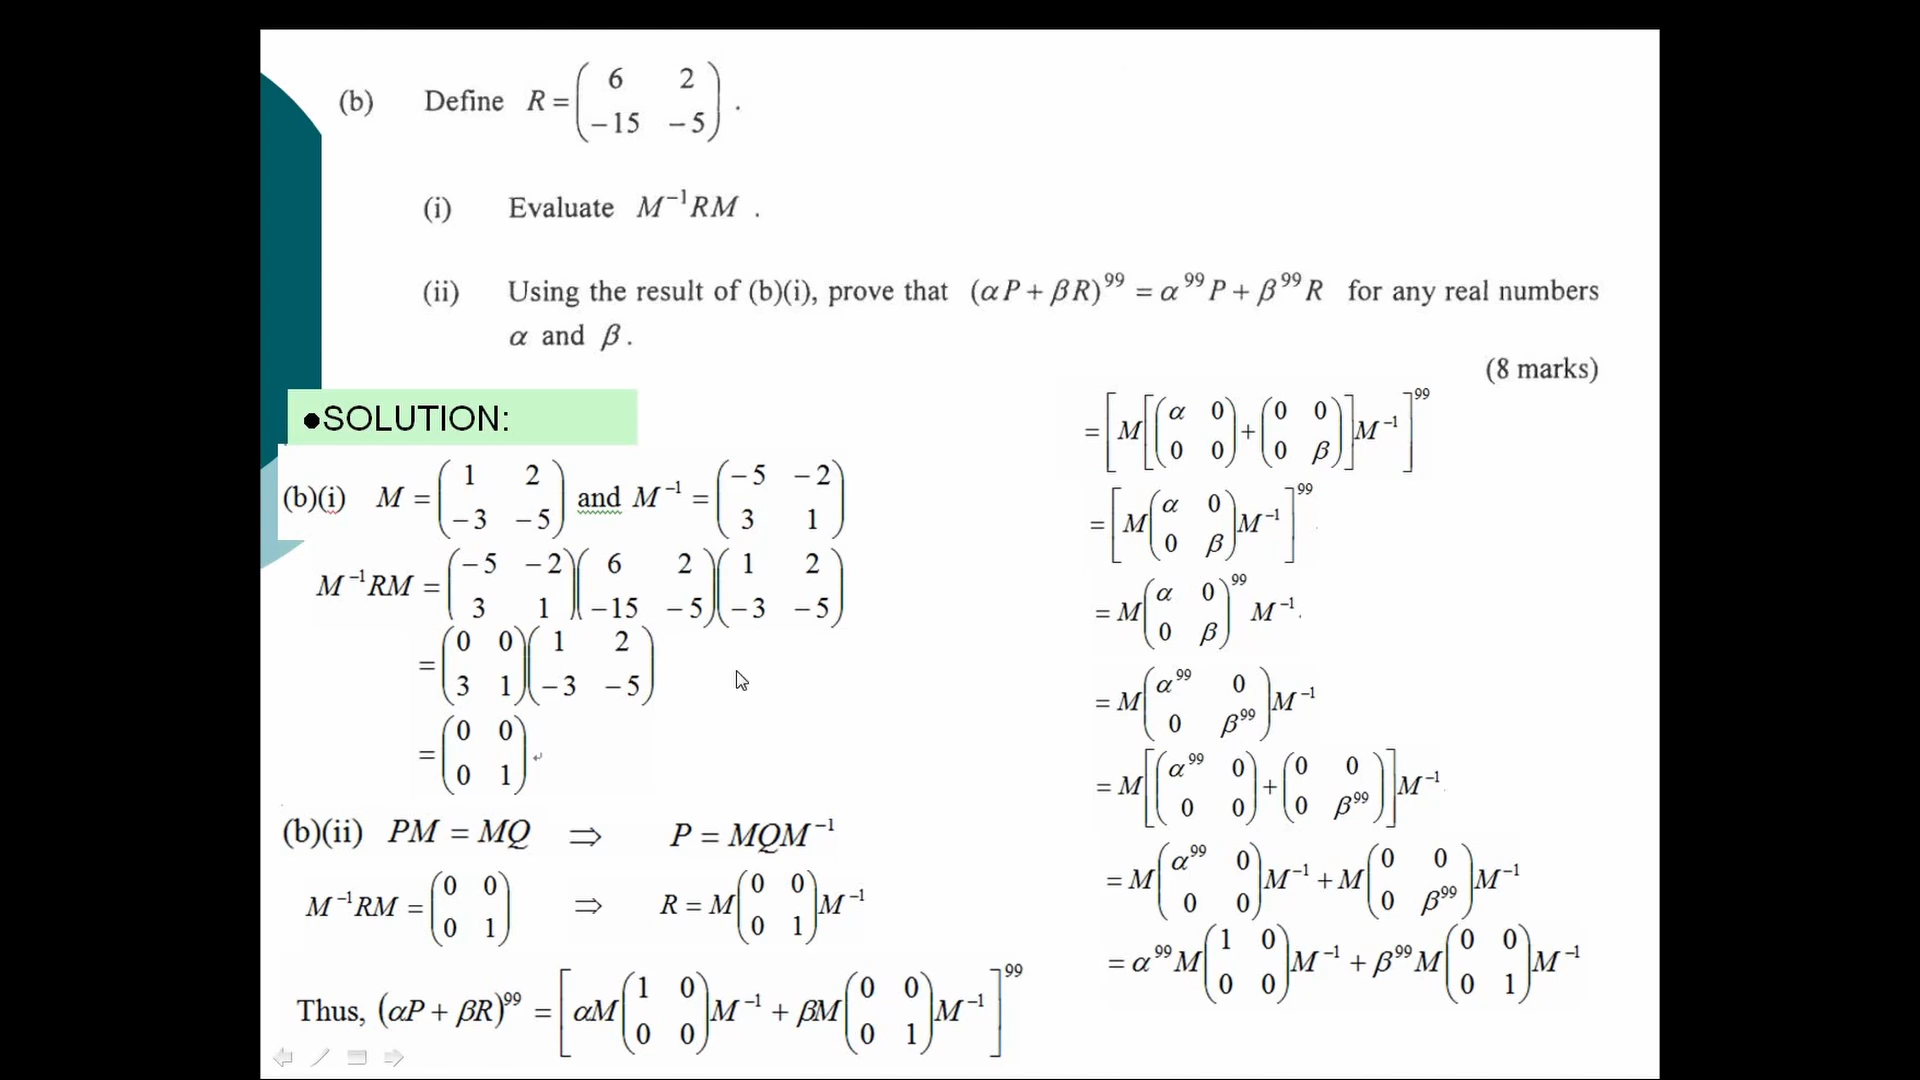 (b) Define R = ( 6 2 ; −15 −5 ) .
(i) Evaluate M⁻¹RM .
(ii) Using the result of (b)(i), prove that (αP + βR)⁹⁹ = α⁹⁹P + β⁹⁹R for any real numbers
α and β .
(8 marks)
●SOLUTION:
(b)(i) M = ( 1 2 ; −3 −5 ) and M⁻¹ = ( −5 −2 ; 3 1 )
M⁻¹RM = ( −5 −2 ; 3 1 )( 6 2 ; −15 −5 )( 1 2 ; −3 −5 )
= ( 0 0 ; 3 1 )( 1 2 ; −3 −5 )
= ( 0 0 ; 0 1 )
(b)(ii) PM = MQ ⇒ P = MQM⁻¹
M⁻¹RM = ( 0 0 ; 0 1 ) ⇒ R = M( 0 0 ; 0 1 )M⁻¹
Thus, (αP + βR)⁹⁹ = [ αM( 1 0 ; 0 0 )M⁻¹ + βM( 0 0 ; 0 1 )M⁻¹ ]⁹⁹
= [ M[ ( α 0 ; 0 0 ) + ( 0 0 ; 0 β ) ]M⁻¹ ]⁹⁹
= [ M( α 0 ; 0 β )M⁻¹ ]⁹⁹
= M( α 0 ; 0 β )⁹⁹ M⁻¹
= M( α⁹⁹ 0 ; 0 β⁹⁹ )M⁻¹
= M[ ( α⁹⁹ 0 ; 0 0 ) + ( 0 0 ; 0 β⁹⁹ ) ]M⁻¹
= M( α⁹⁹ 0 ; 0 0 )M⁻¹ + M( 0 0 ; 0 β⁹⁹ )M⁻¹
= α⁹⁹M( 1 0 ; 0 0 )M⁻¹ + β⁹⁹M( 0 0 ; 0 1 )M⁻¹